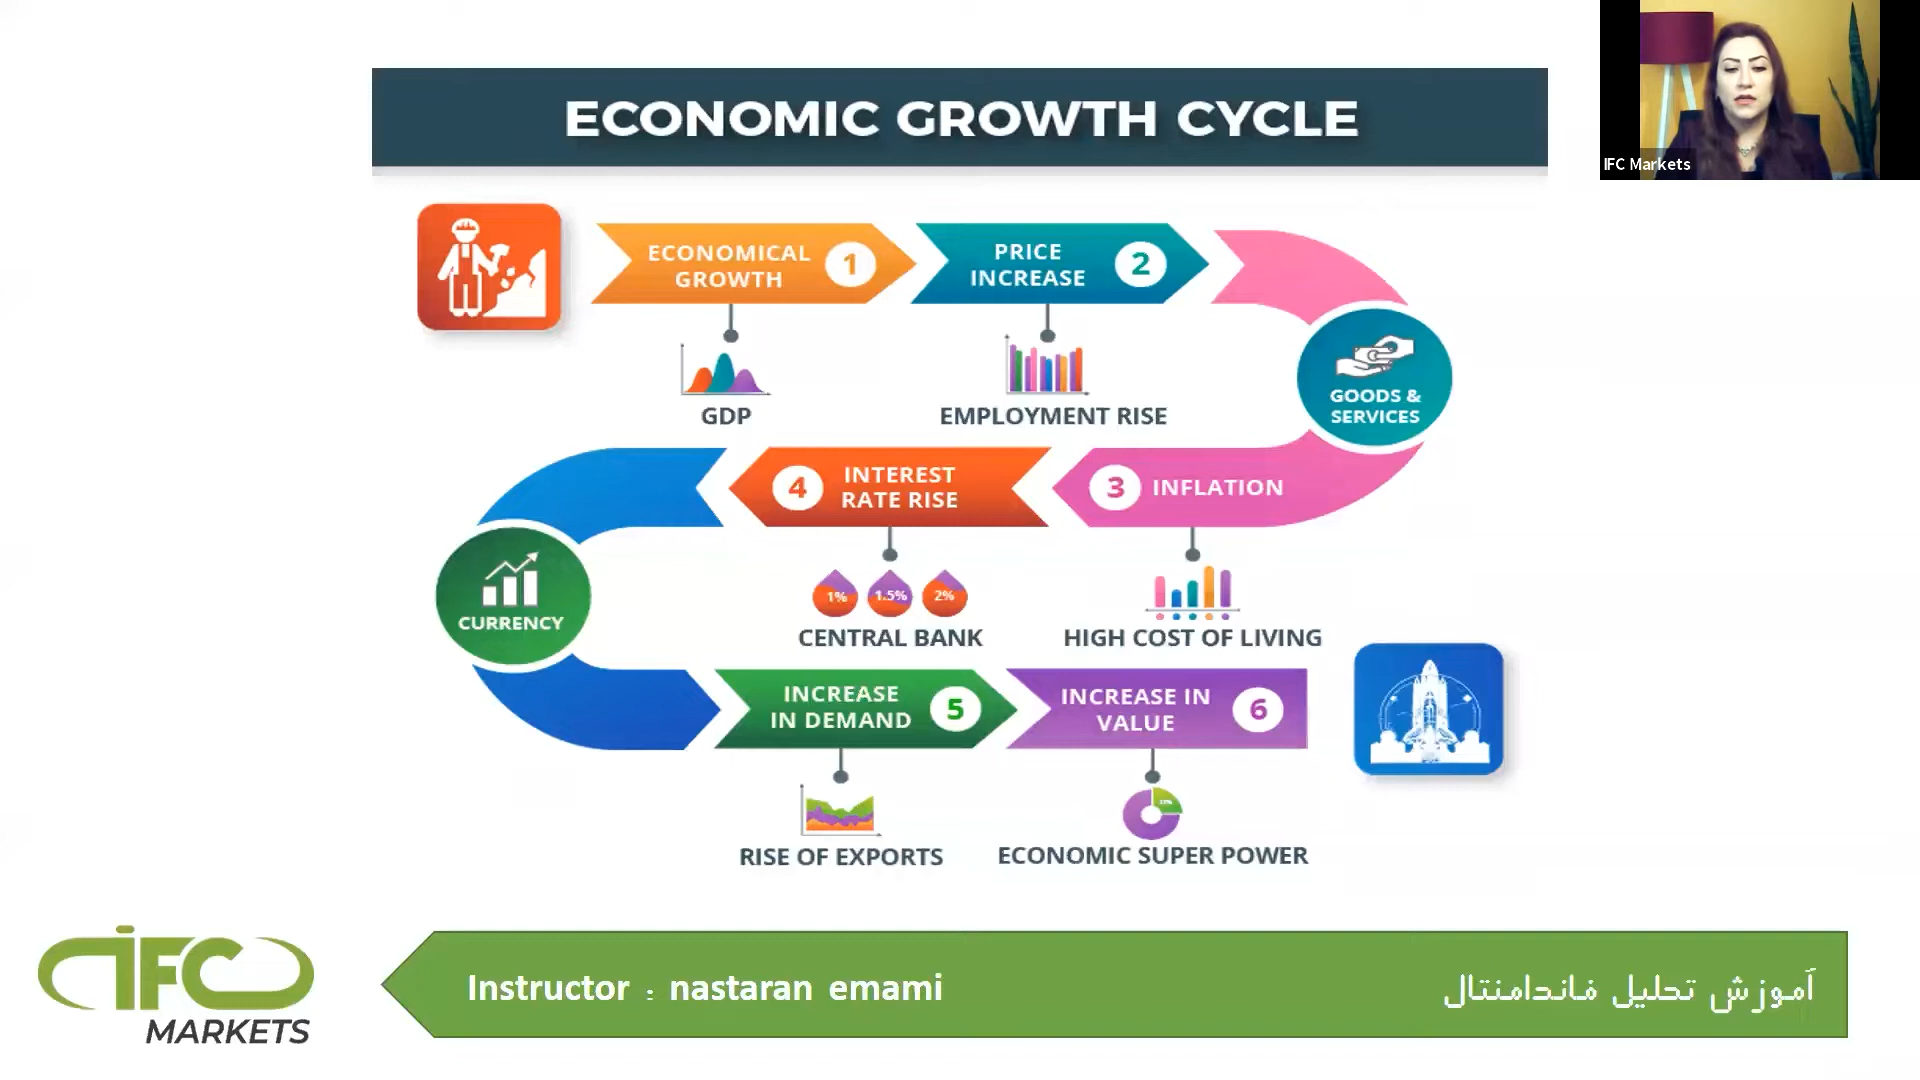 ECONOMIC GROWTH CYCLE
IFC Markets
ECONOMICAL
GROWTH
1
PRICE
INCREASE
2
GDP
EMPLOYMENT RISE
GOODS &
SERVICES
4
INTEREST
RATE RISE
3
INFLATION
CURRENCY
1%
1.5%
2%
CENTRAL BANK
HIGH COST OF LIVING
INCREASE
IN DEMAND
5
INCREASE IN
VALUE
6
RISE OF EXPORTS
ECONOMIC SUPER POWER
IFC
MARKETS
Instructor : nastaran emami
آموزش تحلیل فاندامنتال